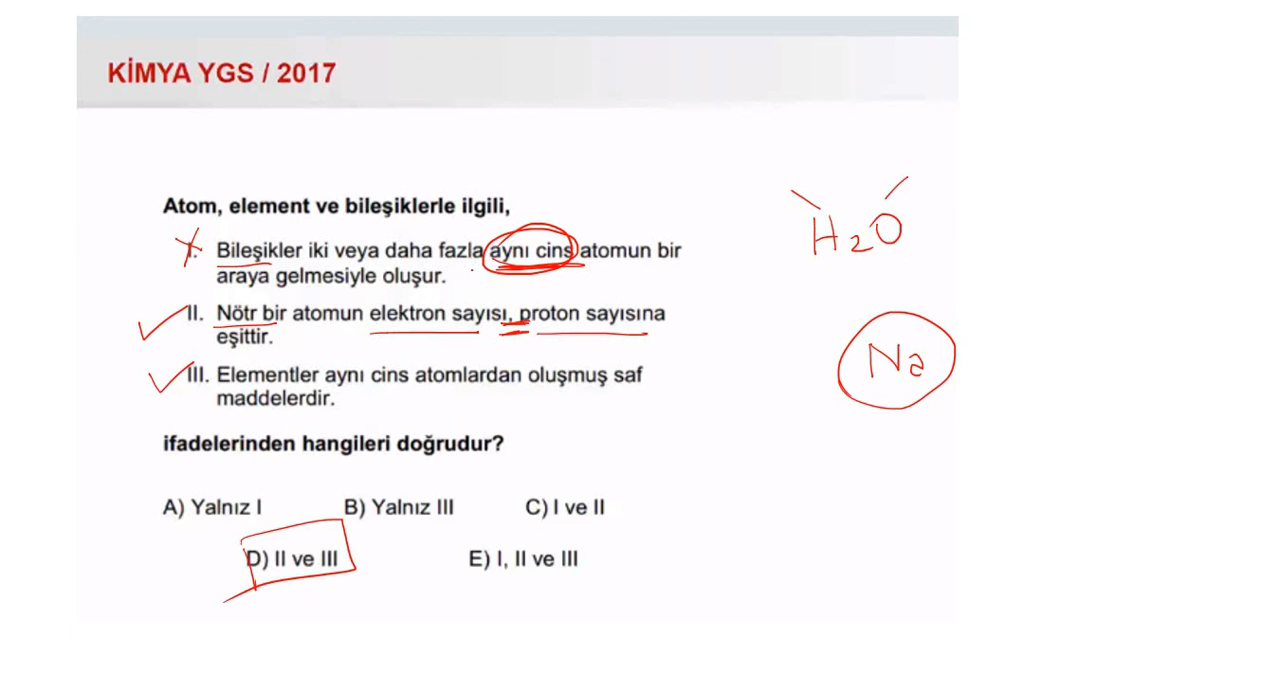 KİMYA YGS / 2017
Atom, element ve bileşiklerle ilgili,
I. Bileşikler iki veya daha fazla aynı cins atomun bir
araya gelmesiyle oluşur.
II. Nötr bir atomun elektron sayısı, proton sayısına
eşittir.
III. Elementler aynı cins atomlardan oluşmuş saf
maddelerdir.
ifadelerinden hangileri doğrudur?
A) Yalnız I B) Yalnız III C) I ve II
D) II ve III E) I, II ve III
H2O
Na